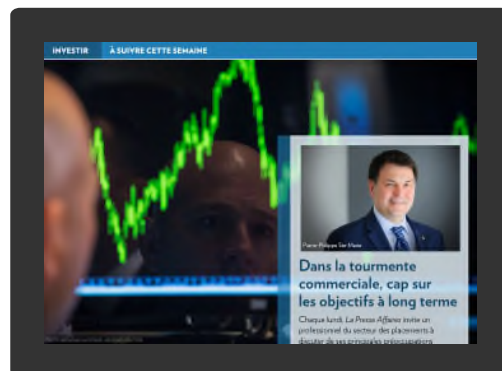 INVESTIR À SUIVRE CETTE SEMAINE
Pierre-Philippe Ste-Marie
Dans la tourmente
commerciale, cap sur
les objectifs à long terme
Chaque lundi, La Presse Affaires invite un
professionnel du secteur des placements à
discuter de ses principales préoccupations